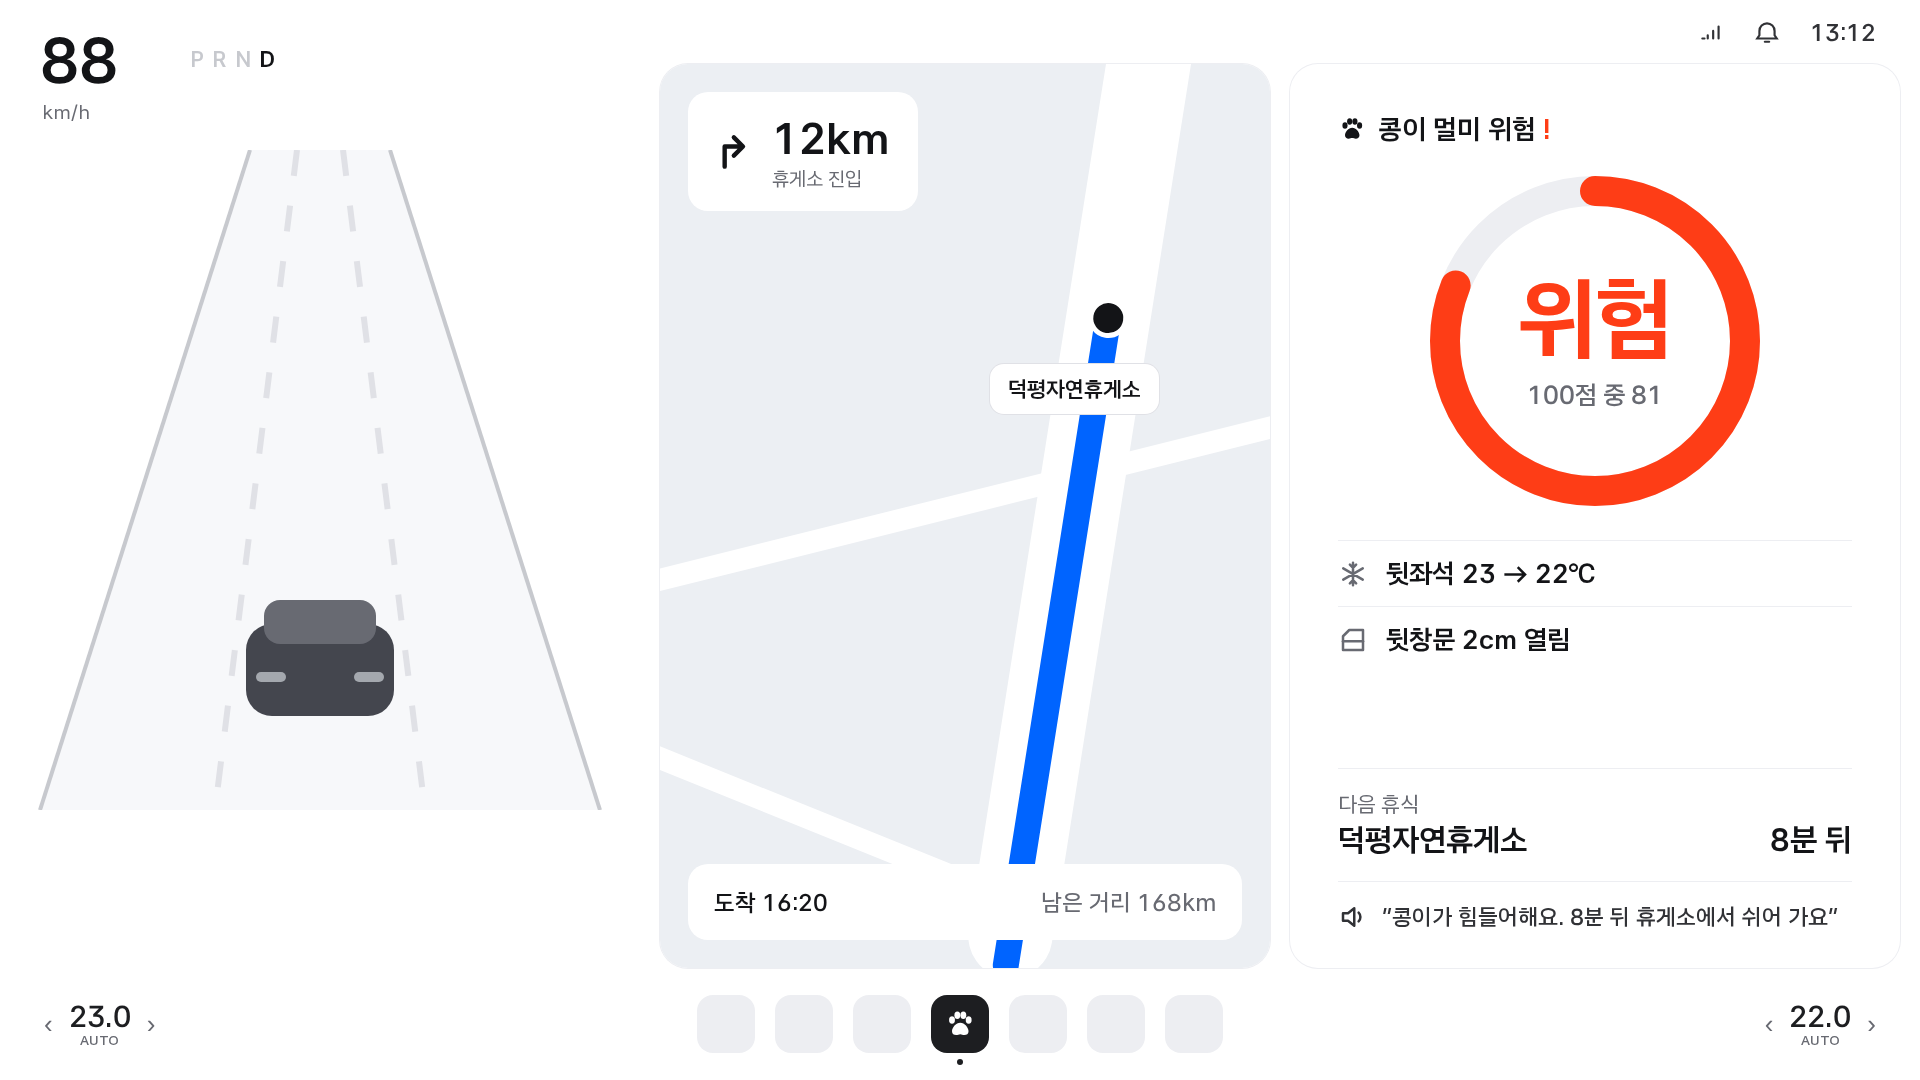 88
km/h
P R N D
13:12
12km
휴게소 진입
덕평자연휴게소
도착 16:20
남은 거리 168km
콩이 멀미 위험 !
위험
100점 중 81
뒷좌석 23 → 22°C
뒷창문 2cm 열림
다음 휴식
덕평자연휴게소
8분 뒤
"콩이가 힘들어해요. 8분 뒤 휴게소에서 쉬어 가요"
‹ 23.0 ›
AUTO
‹ 22.0 ›
AUTO